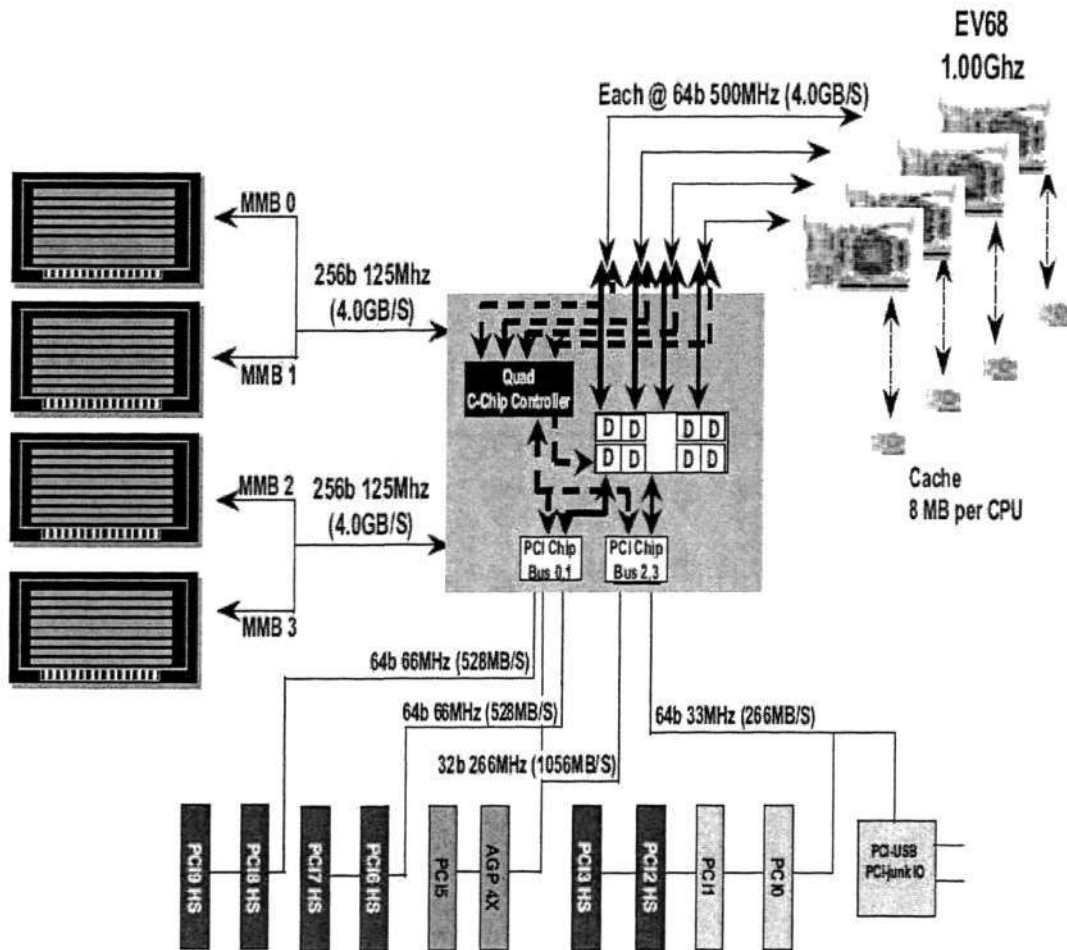 EV68
1.00Ghz
Each @ 64b 500MHz (4.0GB/S)
MMB 0
256b 125Mhz
(4.0GB/S)
MMB 1
Quad
C-Chip Controller
D D D D
D D D D
MMB 2
256b 125Mhz
(4.0GB/S)
Cache
8 MB per CPU
PCI Chip
Bus 0,1
PCI Chip
Bus 2,3
MMB 3
64b 66MHz (528MB/S)
64b 66MHz (528MB/S)
64b 33MHz (266MB/S)
32b 266MHz (1056MB/S)
PCI9 HS
PCI8 HS
PCI7 HS
PCI6 HS
PCI5
AGP 4X
PCI3 HS
PCI2 HS
PCI1
PCI0
PCI-USB
PCI-junk IO